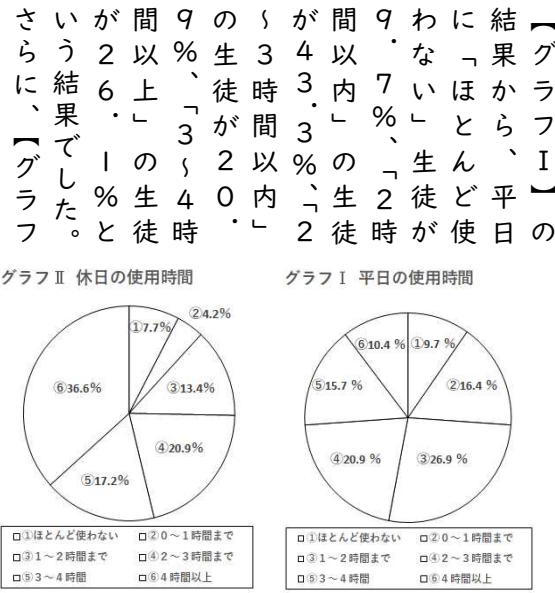 【グラフⅠ】の
結果から、平日
に「ほとんど使
わない」生徒が
９．７％、「２時
間以内」の生徒
が４３．３％、「２
～３時間以内」
の生徒が２０．
９％、「３～４時
間以上」の生徒
が２６．１％と
いう結果でした。
さらに、【グラフ
グラフⅠ 平日の使用時間
①9.7%
②16.4 %
③26.9 %
④20.9 %
⑤15.7 %
⑥10.4 %
□①ほとんど使わない □②０～１時間まで
□③１～２時間まで □④２～３時間まで
□⑤３～４時間 □⑥４時間以上
グラフⅡ 休日の使用時間
①7.7%
②4.2%
③13.4%
④20.9%
⑤17.2%
⑥36.6%
□①ほとんど使わない □②０～１時間まで
□③１～２時間まで □④２～３時間まで
□⑤３～４時間 □⑥４時間以上